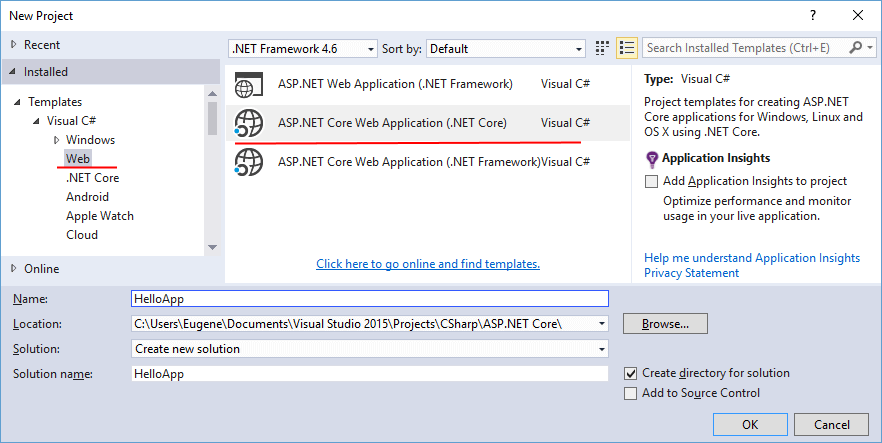 New Project
Recent
Installed
.NET Framework 4.6
Sort by:
Default
Search Installed Templates (Ctrl+E)
Templates
Visual C#
Windows
Web
.NET Core
Android
Apple Watch
Cloud
Online
ASP.NET Web Application (.NET Framework) Visual C#
ASP.NET Core Web Application (.NET Core) Visual C#
ASP.NET Core Web Application (.NET Framework)Visual C#
Click here to go online and find templates.
Type: Visual C#
Project templates for creating ASP.NET
Core applications for Windows, Linux and
OS X using .NET Core.
Application Insights
Add Application Insights to project
Optimize performance and monitor
usage in your live application.
Help me understand Application Insights
Privacy Statement
Name: HelloApp
Location: C:\Users\Eugene\Documents\Visual Studio 2015\Projects\CSharp\ASP.NET Core\
Browse...
Solution: Create new solution
Solution name: HelloApp
Create directory for solution
Add to Source Control
OK
Cancel